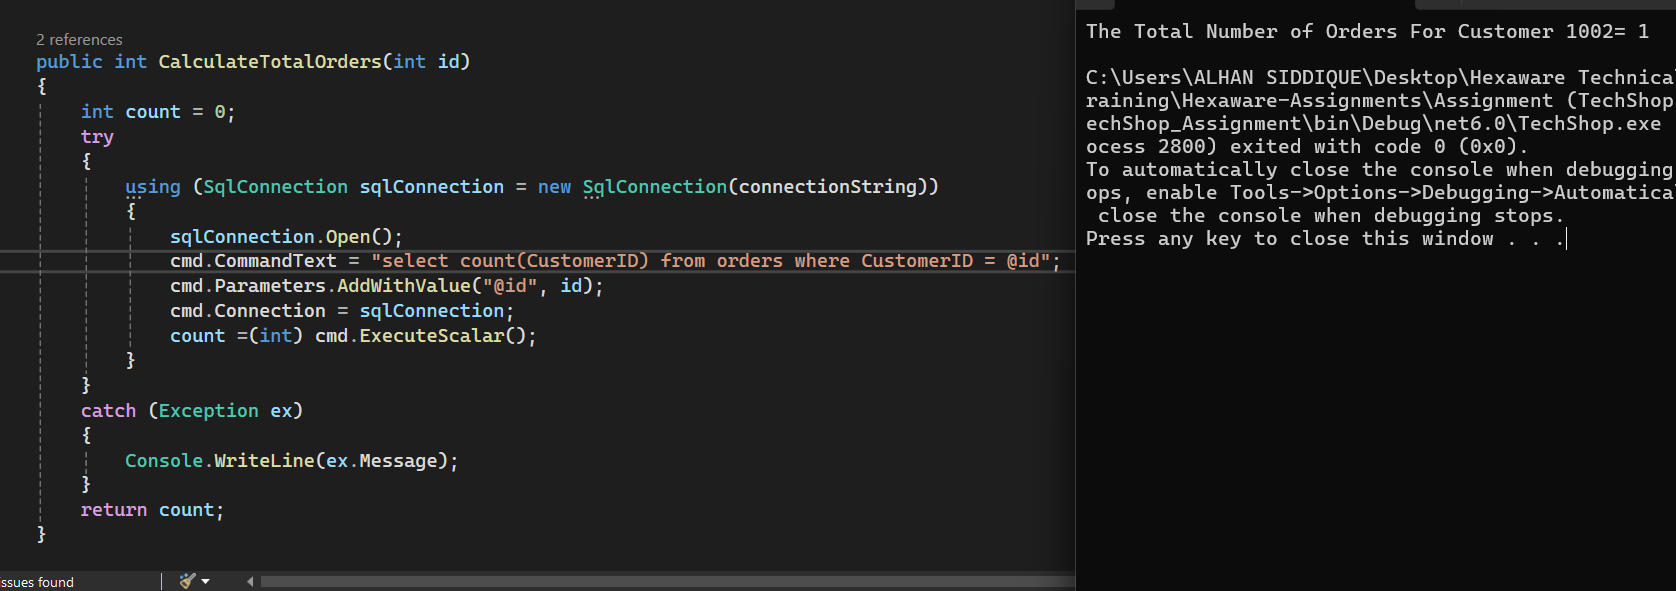 2 references
public int CalculateTotalOrders(int id)
{
int count = 0;
try
{
using (SqlConnection sqlConnection = new SqlConnection(connectionString))
{
sqlConnection.Open();
cmd.CommandText = "select count(CustomerID) from orders where CustomerID = @id";
cmd.Parameters.AddWithValue("@id", id);
cmd.Connection = sqlConnection;
count =(int) cmd.ExecuteScalar();
}
}
catch (Exception ex)
{
Console.WriteLine(ex.Message);
}
return count;
}
ssues found
The Total Number of Orders For Customer 1002= 1
C:\Users\ALHAN SIDDIQUE\Desktop\Hexaware Technical
raining\Hexaware-Assignments\Assignment (TechShop
echShop_Assignment\bin\Debug\net6.0\TechShop.exe
ocess 2800) exited with code 0 (0x0).
To automatically close the console when debugging
ops, enable Tools->Options->Debugging->Automatical
close the console when debugging stops.
Press any key to close this window . . .